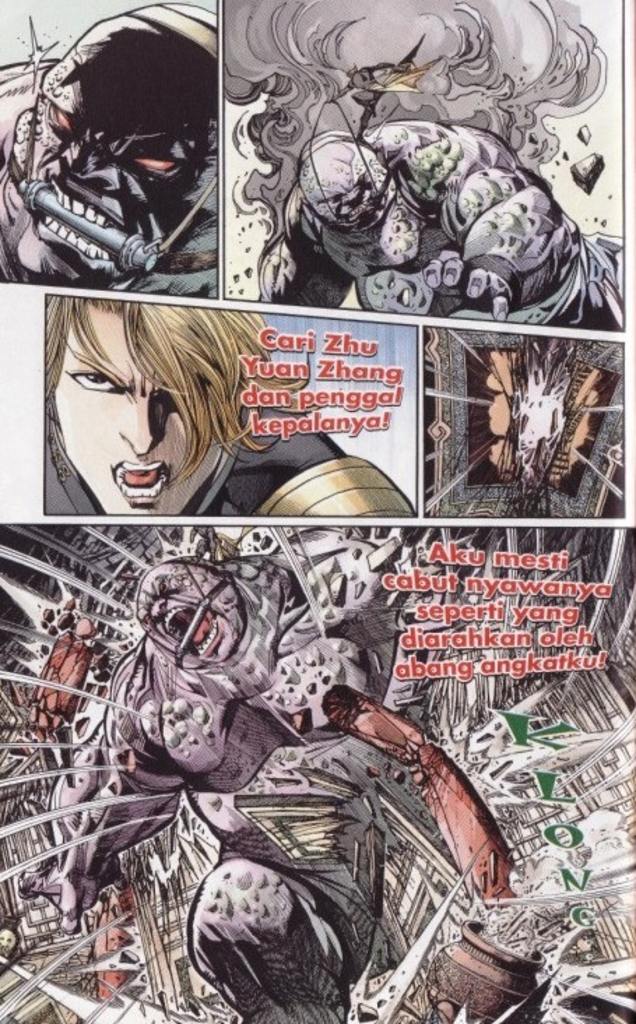 Cari Zhu
Yuan Zhang
dan penggal
kepalanya!
Aku mesti
cabut nyawanya
seperti yang
diarahkan oleh
abang angkatku!
KLONG